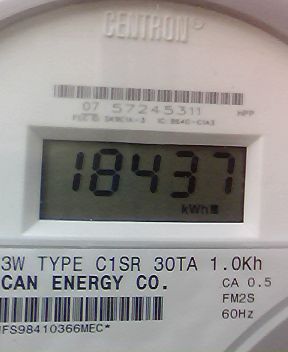 CENTRON®
07 57245311 HPP
18437
kWh
3W TYPE C1SR 30TA 1.0Kh
CAN ENERGY CO. CA 0.5
FM2S
60Hz